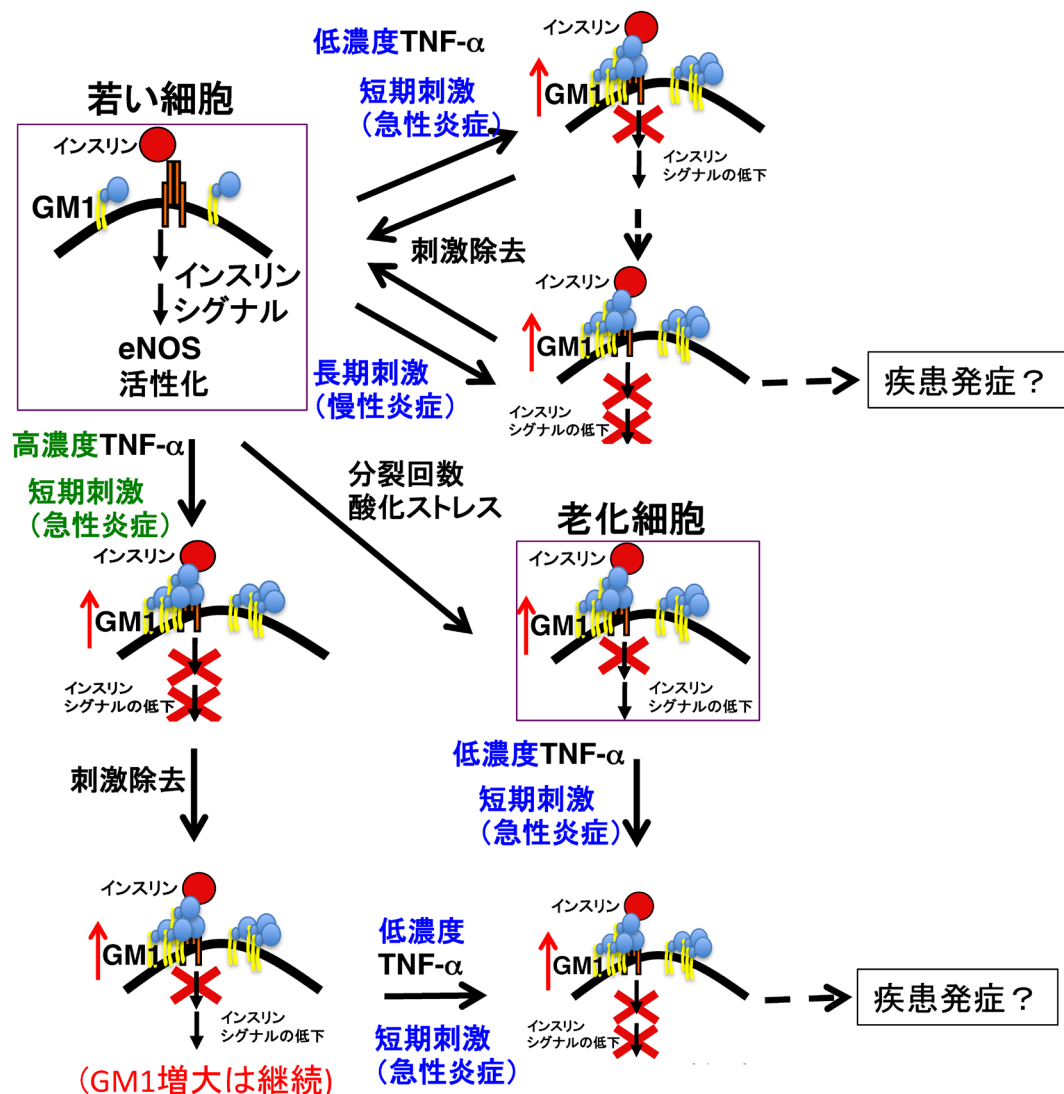 若い細胞
インスリン
GM1
インスリン
シグナル
eNOS
活性化
低濃度TNF-α
短期刺激
(急性炎症)
インスリン
GM1
インスリン
シグナルの低下
刺激除去
長期刺激
(慢性炎症)
インスリン
GM1
インスリン
シグナルの低下
疾患発症？
高濃度TNF-α
短期刺激
(急性炎症)
インスリン
GM1
インスリン
シグナルの低下
分裂回数
酸化ストレス
老化細胞
インスリン
GM1
インスリン
シグナルの低下
刺激除去
低濃度TNF-α
短期刺激
(急性炎症)
インスリン
GM1
インスリン
シグナルの低下
(GM1増大は継続)
低濃度
TNF-α
短期刺激
(急性炎症)
インスリン
GM1
インスリン
シグナルの低下
疾患発症？